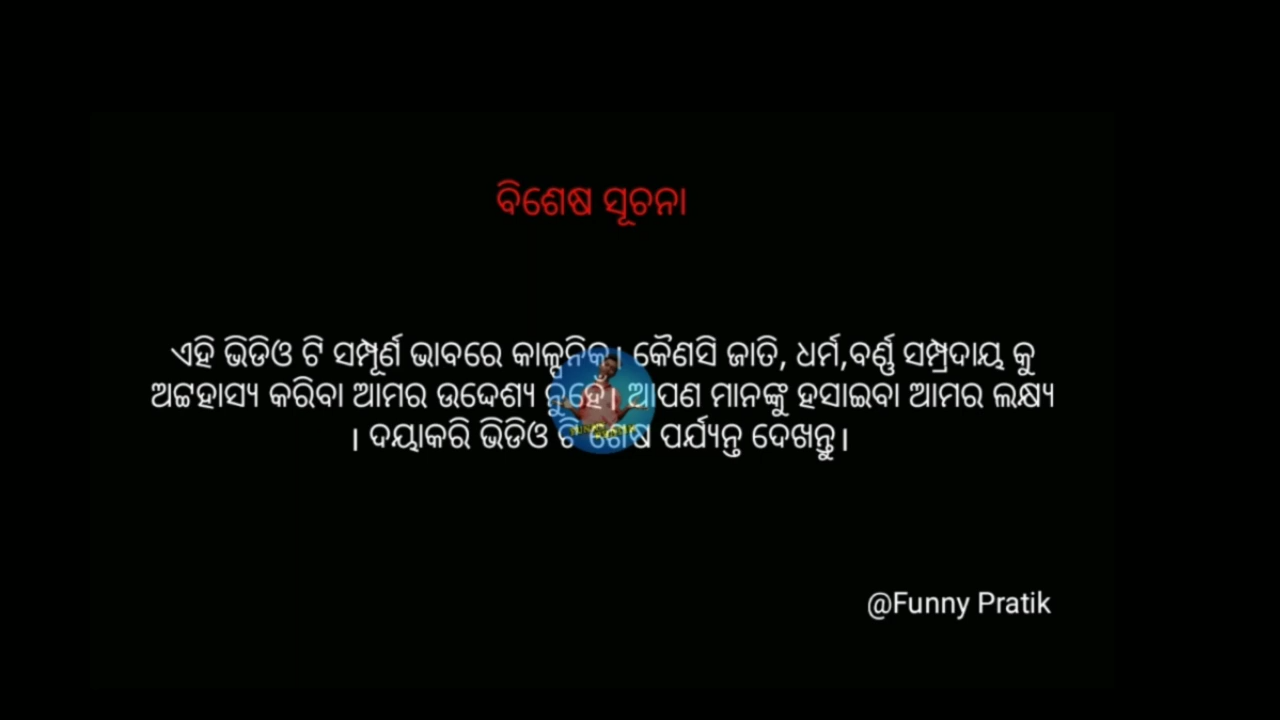 ବିଶେଷ ସୂଚନା
ଏହି ଭିଡିଓ ଟି ସମ୍ପୂର୍ଣ ଭାବରେ କାଳ୍ପନିକ। କୌଣସି ଜାତି, ଧର୍ମ,ବର୍ଣ୍ଣ ସମ୍ପ୍ରଦାୟ କୁ
ଅଟ୍ଟହାସ୍ୟ କରିବା ଆମର ଉଦ୍ଦେଶ୍ୟ ନୁହେଁ। ଆପଣ ମାନଙ୍କୁ ହସାଇବା ଆମର ଲକ୍ଷ୍ୟ
। ଦୟାକରି ଭିଡିଓ ଟି ଶେଷ ପର୍ଯ୍ୟନ୍ତ ଦେଖନ୍ତୁ।
@Funny Pratik